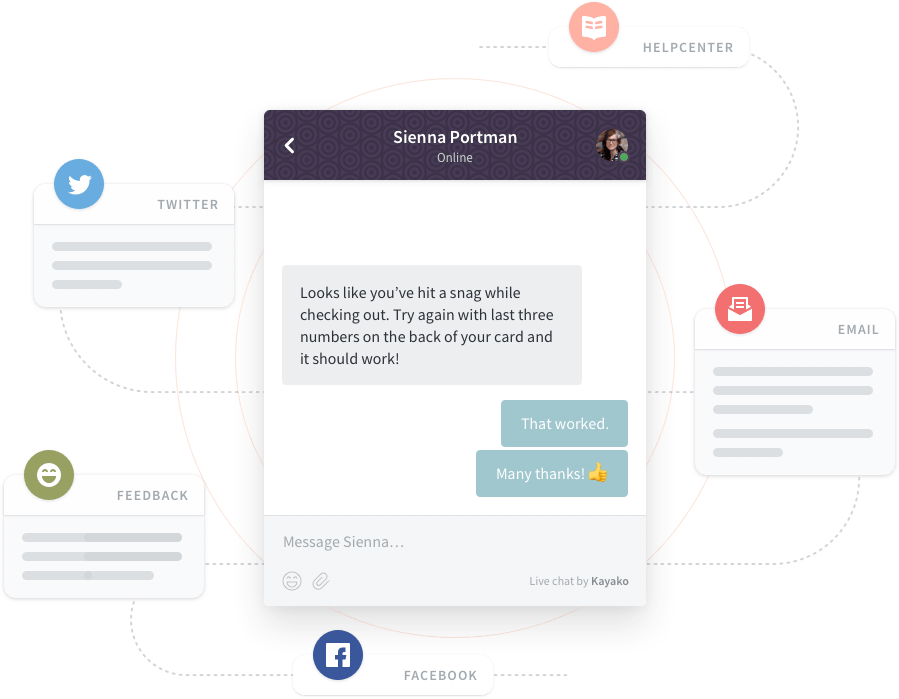 HELPCENTER
Sienna Portman
Online
TWITTER
Looks like you’ve hit a snag while
checking out. Try again with last three
numbers on the back of your card and
it should work!
EMAIL
That worked.
Many thanks! 👍
FEEDBACK
Message Sienna…
Live chat by Kayako
FACEBOOK